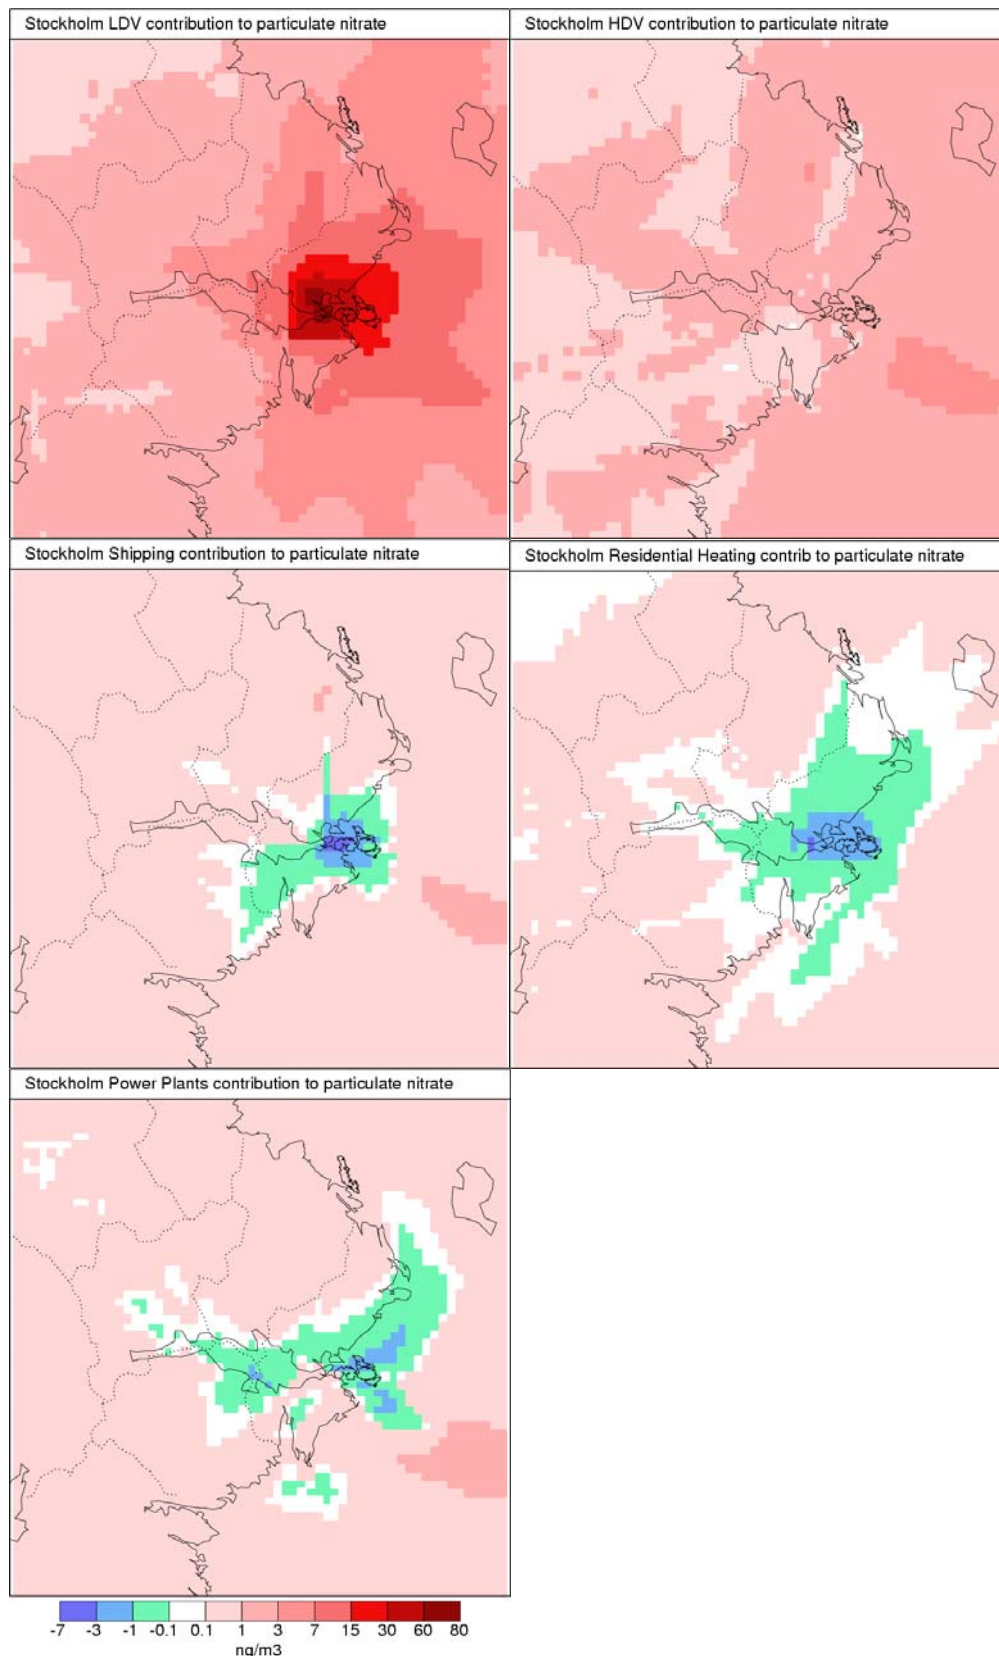 Stockholm LDV contribution to particulate nitrate
Stockholm HDV contribution to particulate nitrate
Stockholm Shipping contribution to particulate nitrate
Stockholm Residential Heating contrib to particulate nitrate
Stockholm Power Plants contribution to particulate nitrate
-7 -3 -1 -0.1 0.1 1 3 7 15 30 60 80
ng/m3